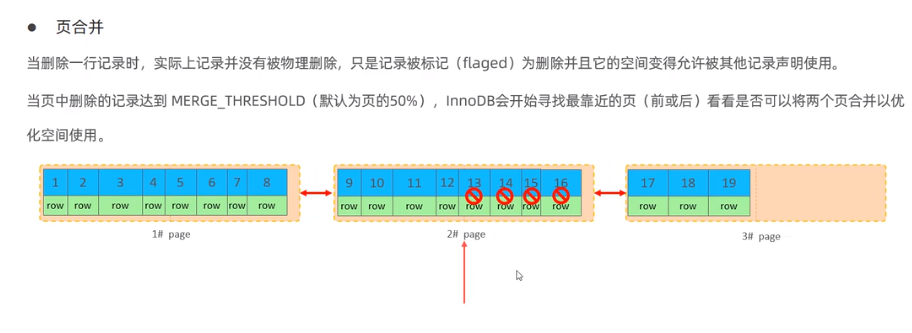 ● 页合并
当删除一行记录时，实际上记录并没有被物理删除，只是记录被标记（flaged）为删除并且它的空间变得允许被其他记录声明使用。
当页中删除的记录达到 MERGE_THRESHOLD（默认为页的50%），InnoDB会开始寻找最靠近的页（前或后）看看是否可以将两个页合并以优
化空间使用。
1 2 3 4 5 6 7 8 9 10 11 12 13 14 15 16 17 18 19
row row row row row row row row row row row row row row row row row row row
1# page 2# page 3# page